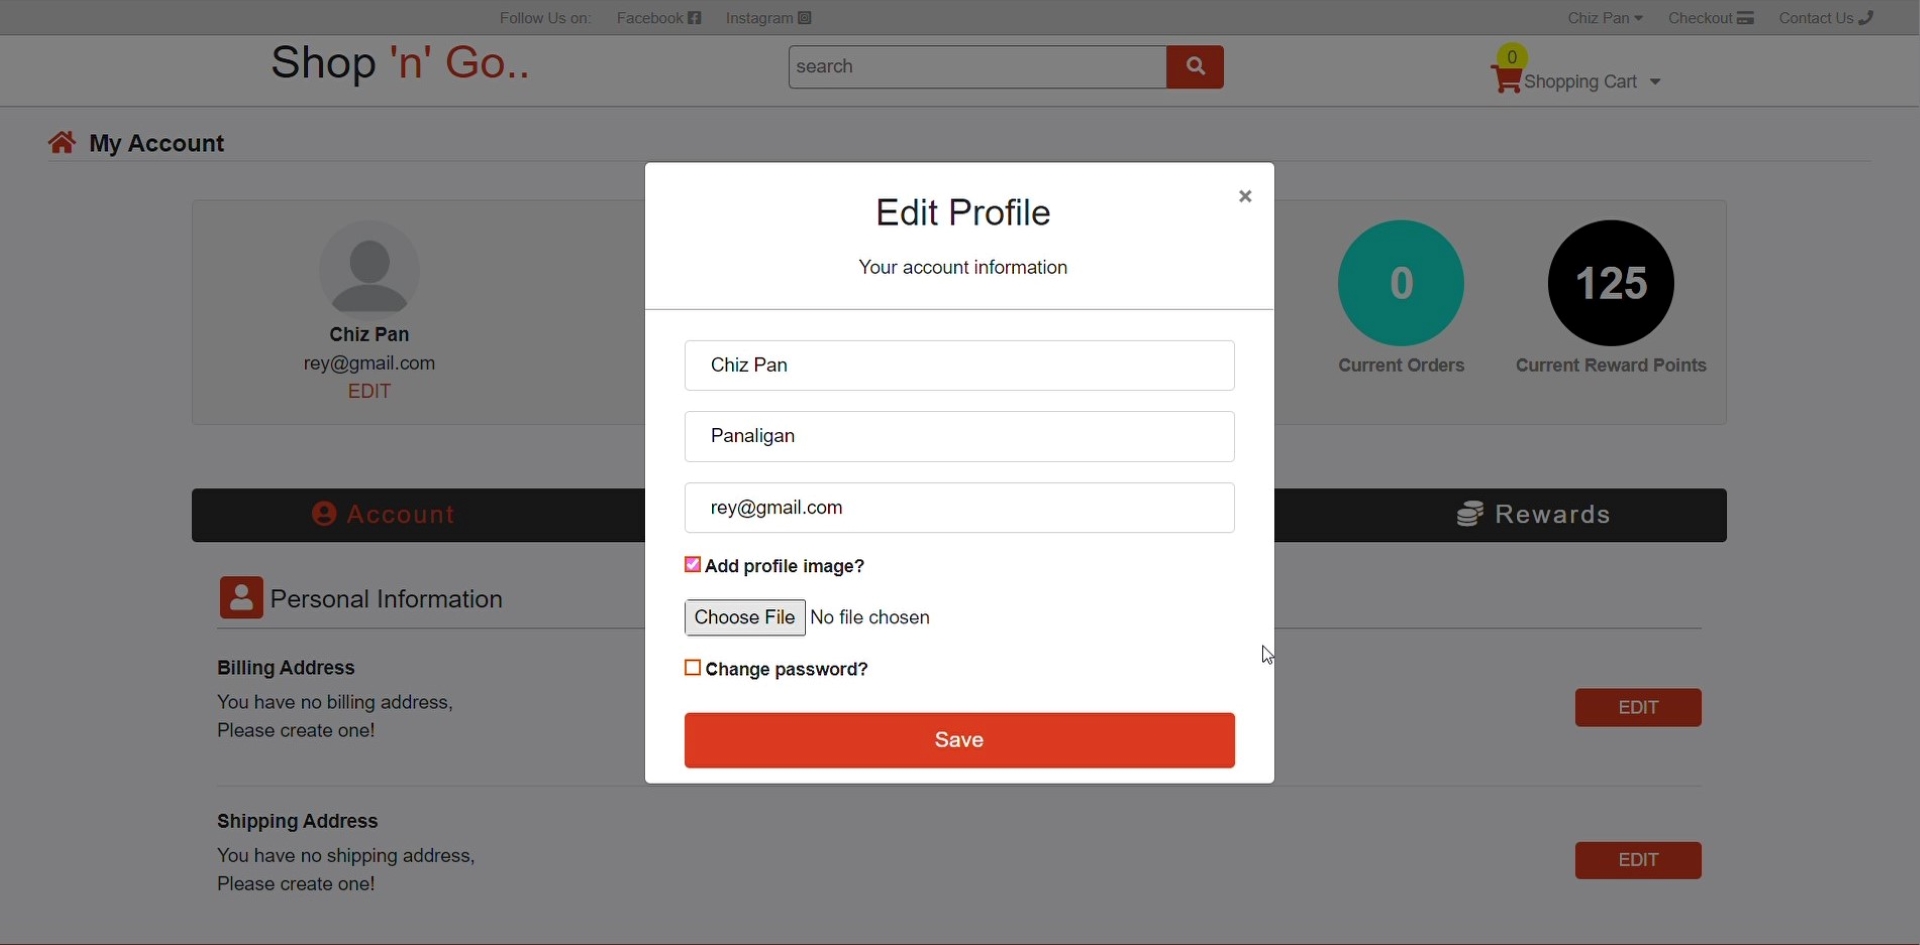 Follow Us on: Facebook Instagram Chiz Pan Checkout Contact Us
Shop 'n' Go.. search 0 Shopping Cart
My Account
Chiz Pan
rey@gmail.com
EDIT
0
Current Orders
125
Current Reward Points
Account
Rewards
Personal Information
Billing Address
You have no billing address,
Please create one!
EDIT
Shipping Address
You have no shipping address,
Please create one!
EDIT
Edit Profile
×
Your account information
Chiz Pan
Panaligan
rey@gmail.com
Add profile image?
Choose File No file chosen
Change password?
Save